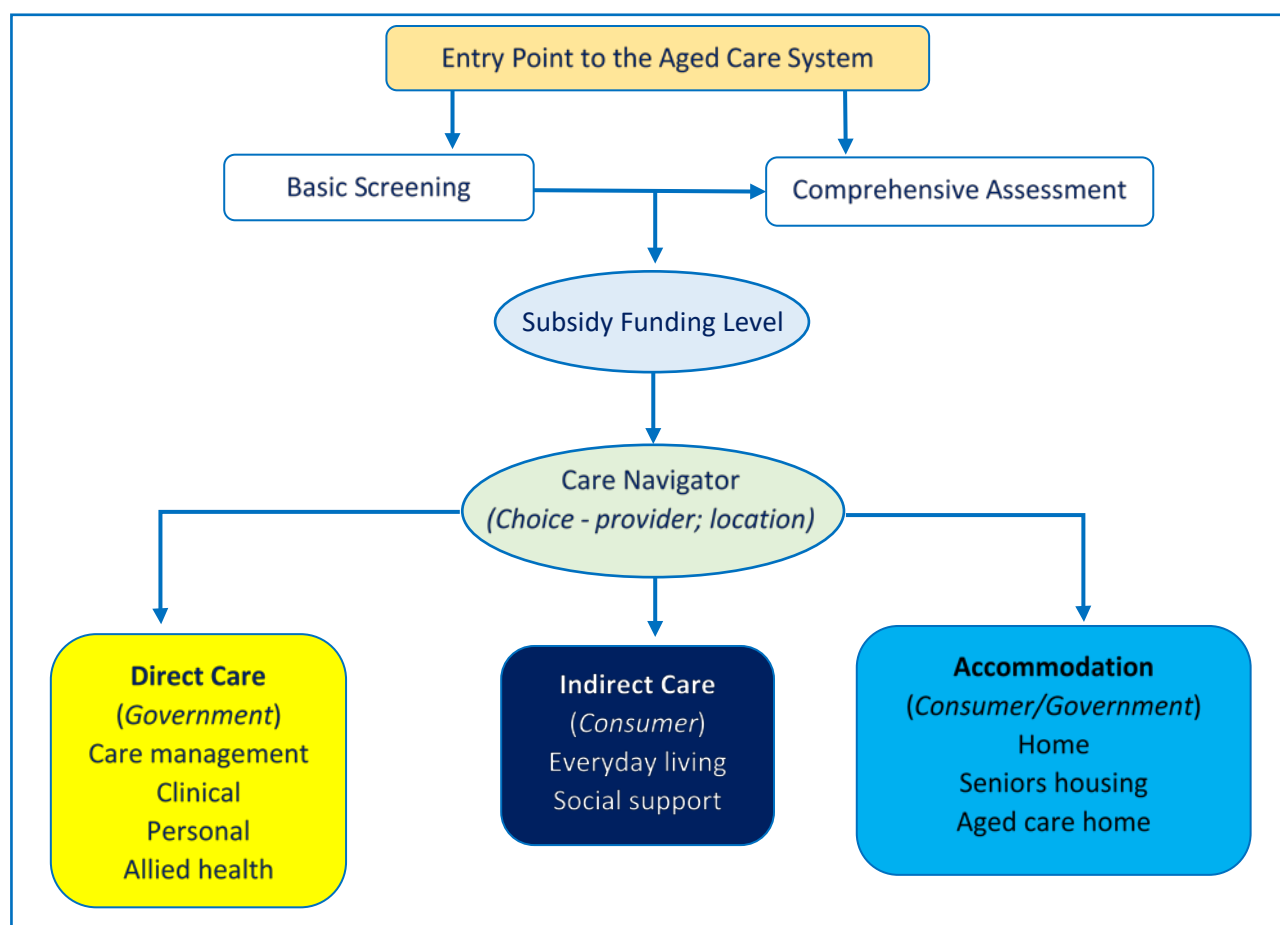 Entry Point to the Aged Care System
Basic Screening
Comprehensive Assessment
Subsidy Funding Level
Care Navigator
(Choice - provider; location)
Direct Care
(Government)
Care management
Clinical
Personal
Allied health
Indirect Care
(Consumer)
Everyday living
Social support
Accommodation
(Consumer/Government)
Home
Seniors housing
Aged care home